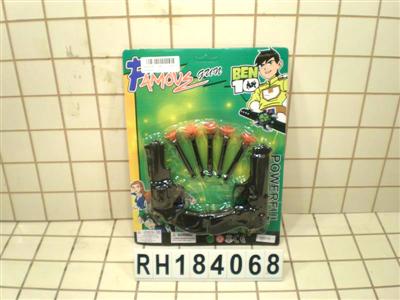 FAMOUS gun
BEN
10
POWERFUL
RH184068